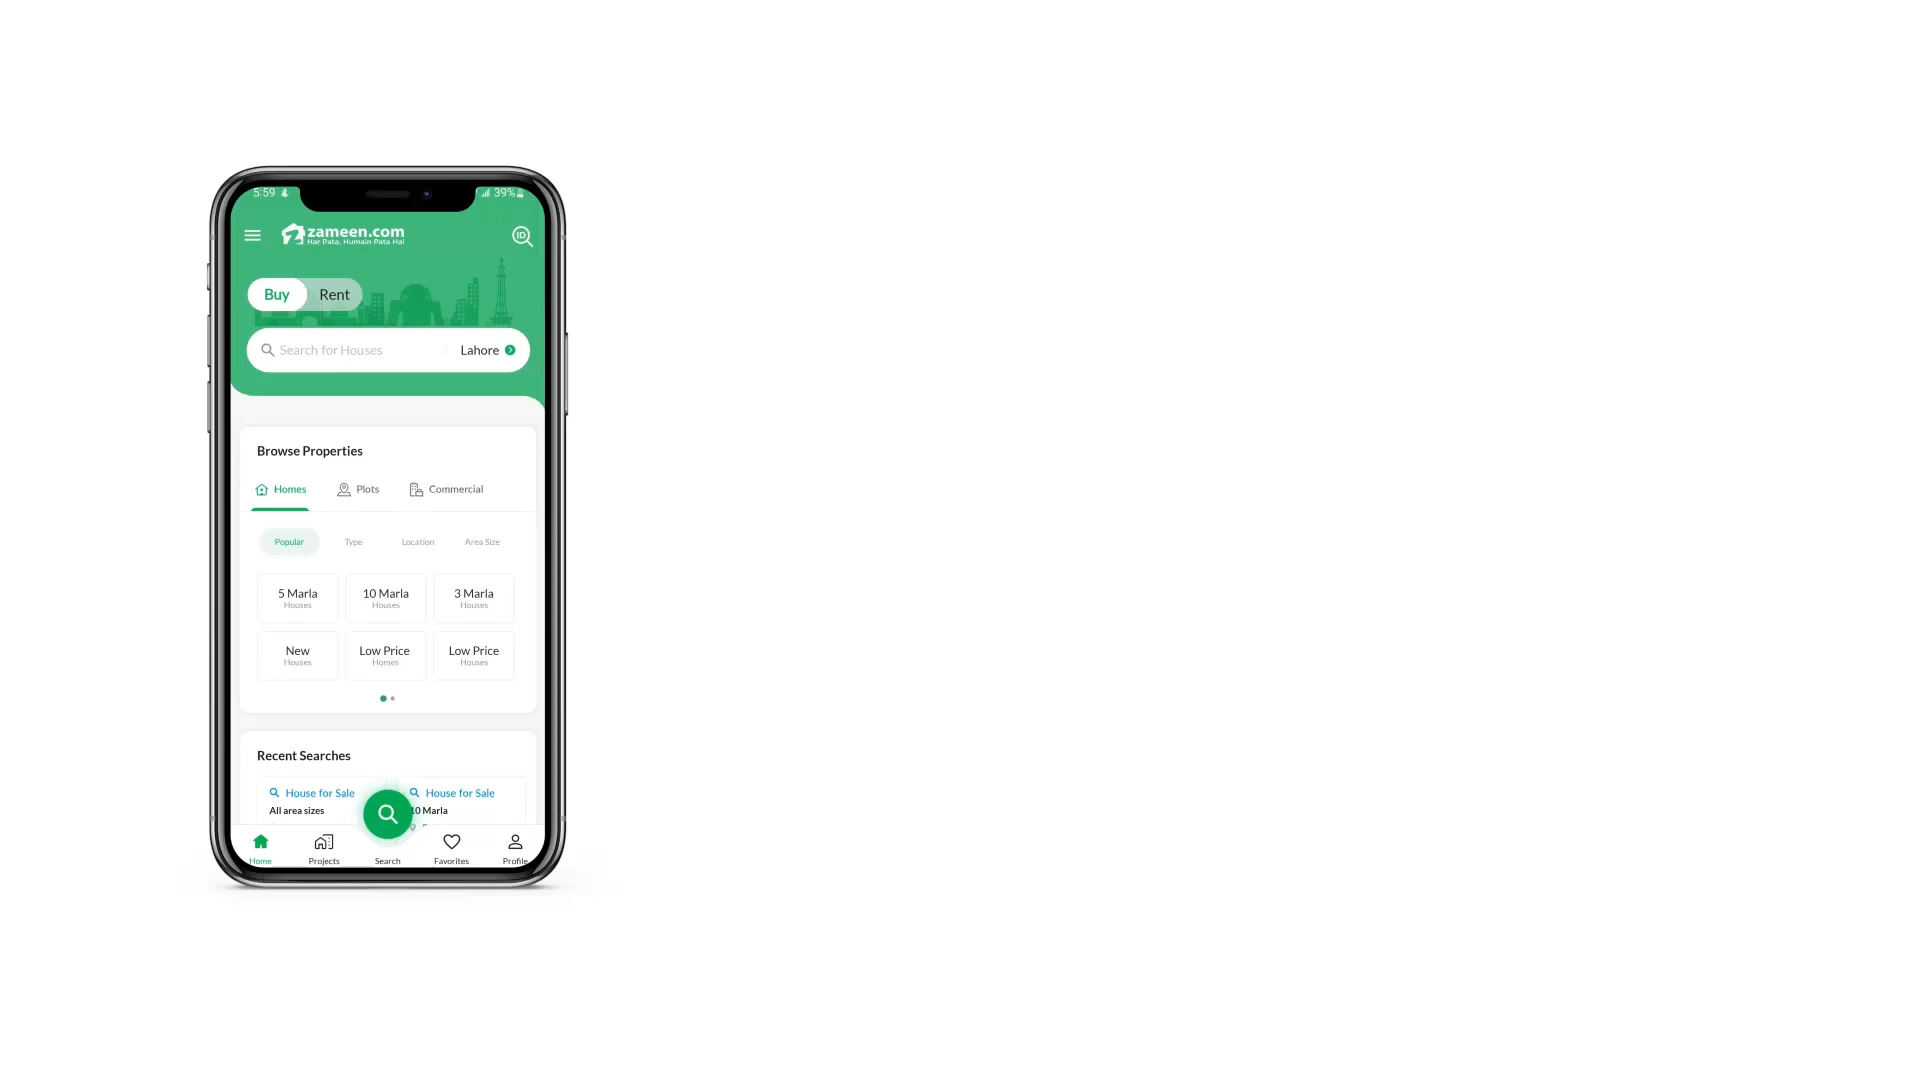 5:59
39%
zameen.com
Har Pata, Humain Pata Hai
ID
Buy
Rent
Search for Houses
Lahore
Browse Properties
Homes
Plots
Commercial
Popular
Type
Location
Area Size
5 Marla
Houses
10 Marla
Houses
3 Marla
Houses
New
Houses
Low Price
Homes
Low Price
Houses
Recent Searches
House for Sale
All area sizes
House for Sale
10 Marla
Home
Projects
Search
Favorites
Profile